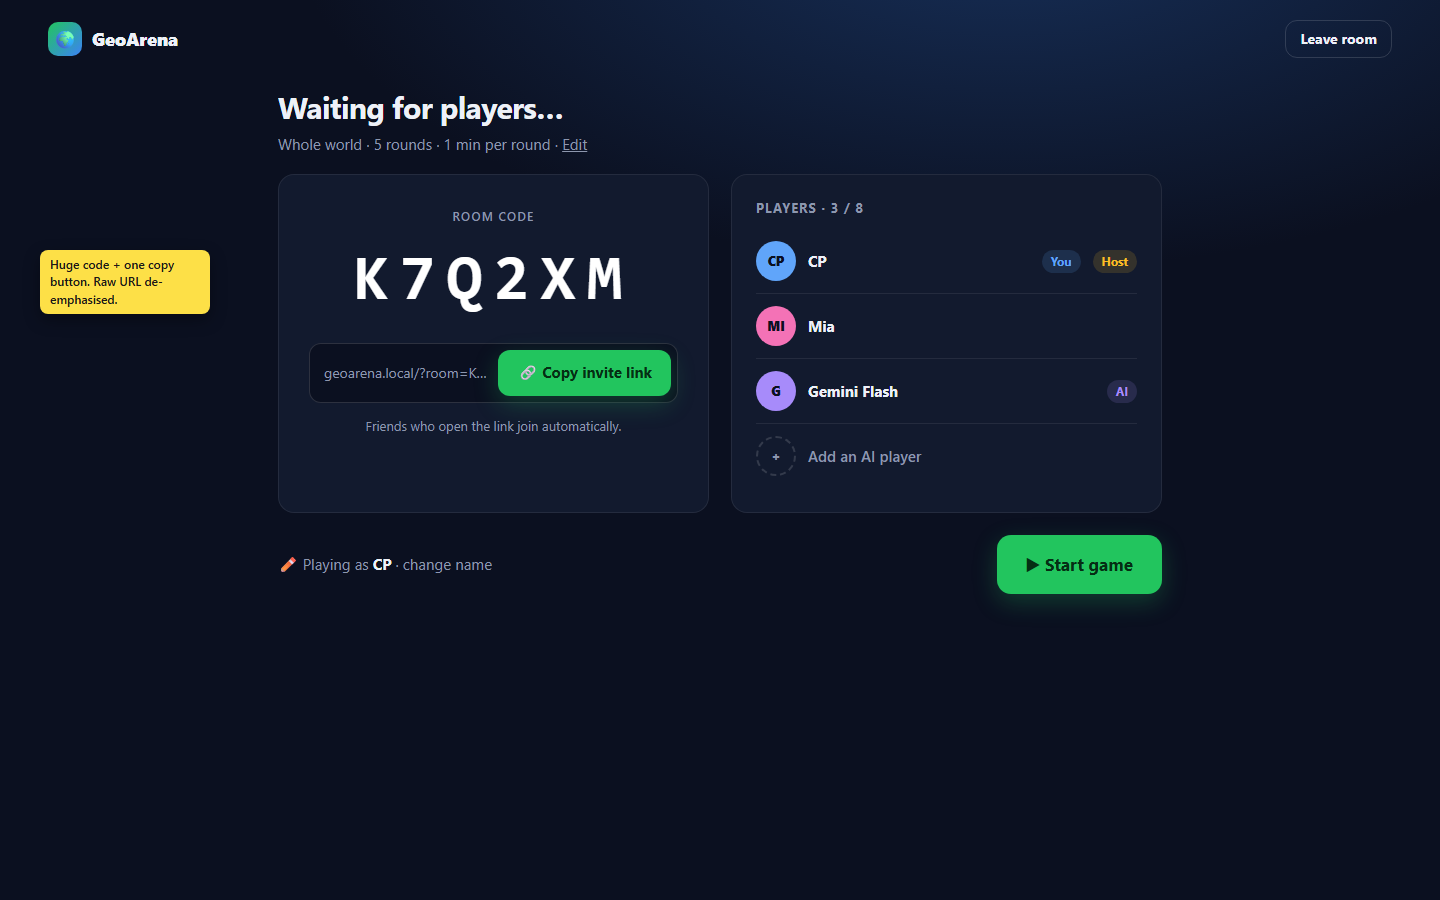 GeoArena
Leave room
Waiting for players...
Whole world · 5 rounds · 1 min per round · Edit
Huge code + one copy
button. Raw URL de-
emphasised.
ROOM CODE
K7Q2XM
geoarena.local/?room=K...
🔗 Copy invite link
Friends who open the link join automatically.
PLAYERS · 3 / 8
CP
CP
You
Host
MI
Mia
G
Gemini Flash
AI
+
Add an AI player
✏️ Playing as CP · change name
▶ Start game